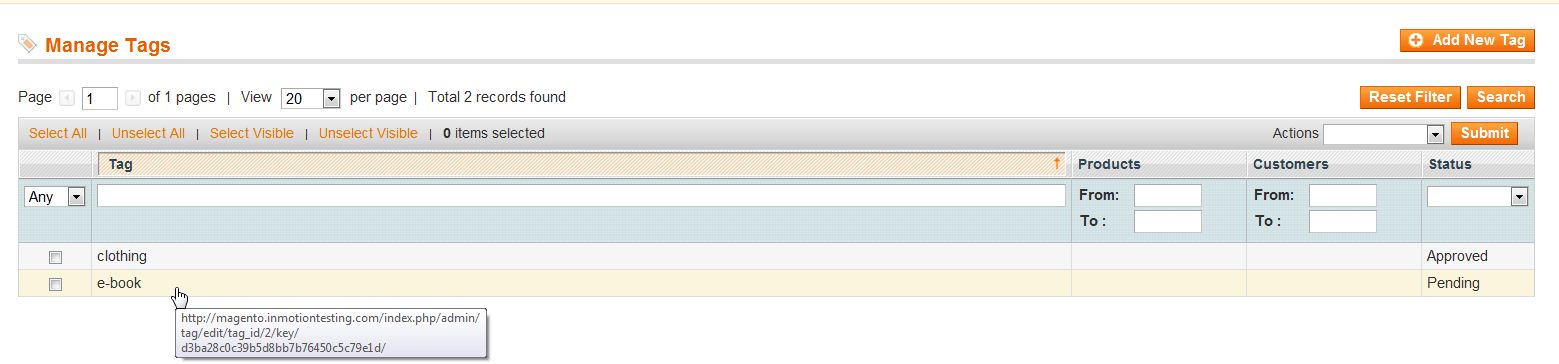 Manage Tags
Add New Tag
Page 1 of 1 pages | View 20 per page | Total 2 records found
Reset Filter Search
Select All | Unselect All | Select Visible | Unselect Visible | 0 items selected
Actions Submit
Tag ↑ Products Customers Status
Any From: From:
To : To :
clothing Approved
e-book Pending
http://magento.inmotiontesting.com/index.php/admin/
tag/edit/tag_id/2/key/
d3ba28c0c39b5d8bb7b76450c5c79e1d/